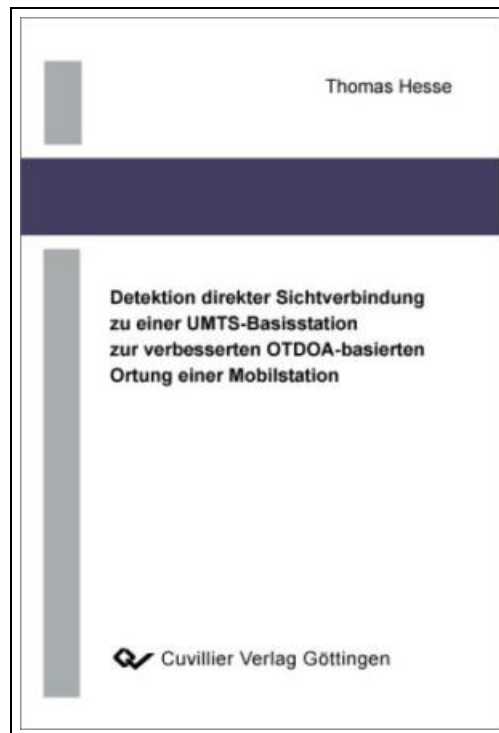 Thomas Hesse
Detektion direkter Sichtverbindung
zu einer UMTS-Basisstation
zur verbesserten OTDOA-basierten
Ortung einer Mobilstation
Cuvillier Verlag Göttingen